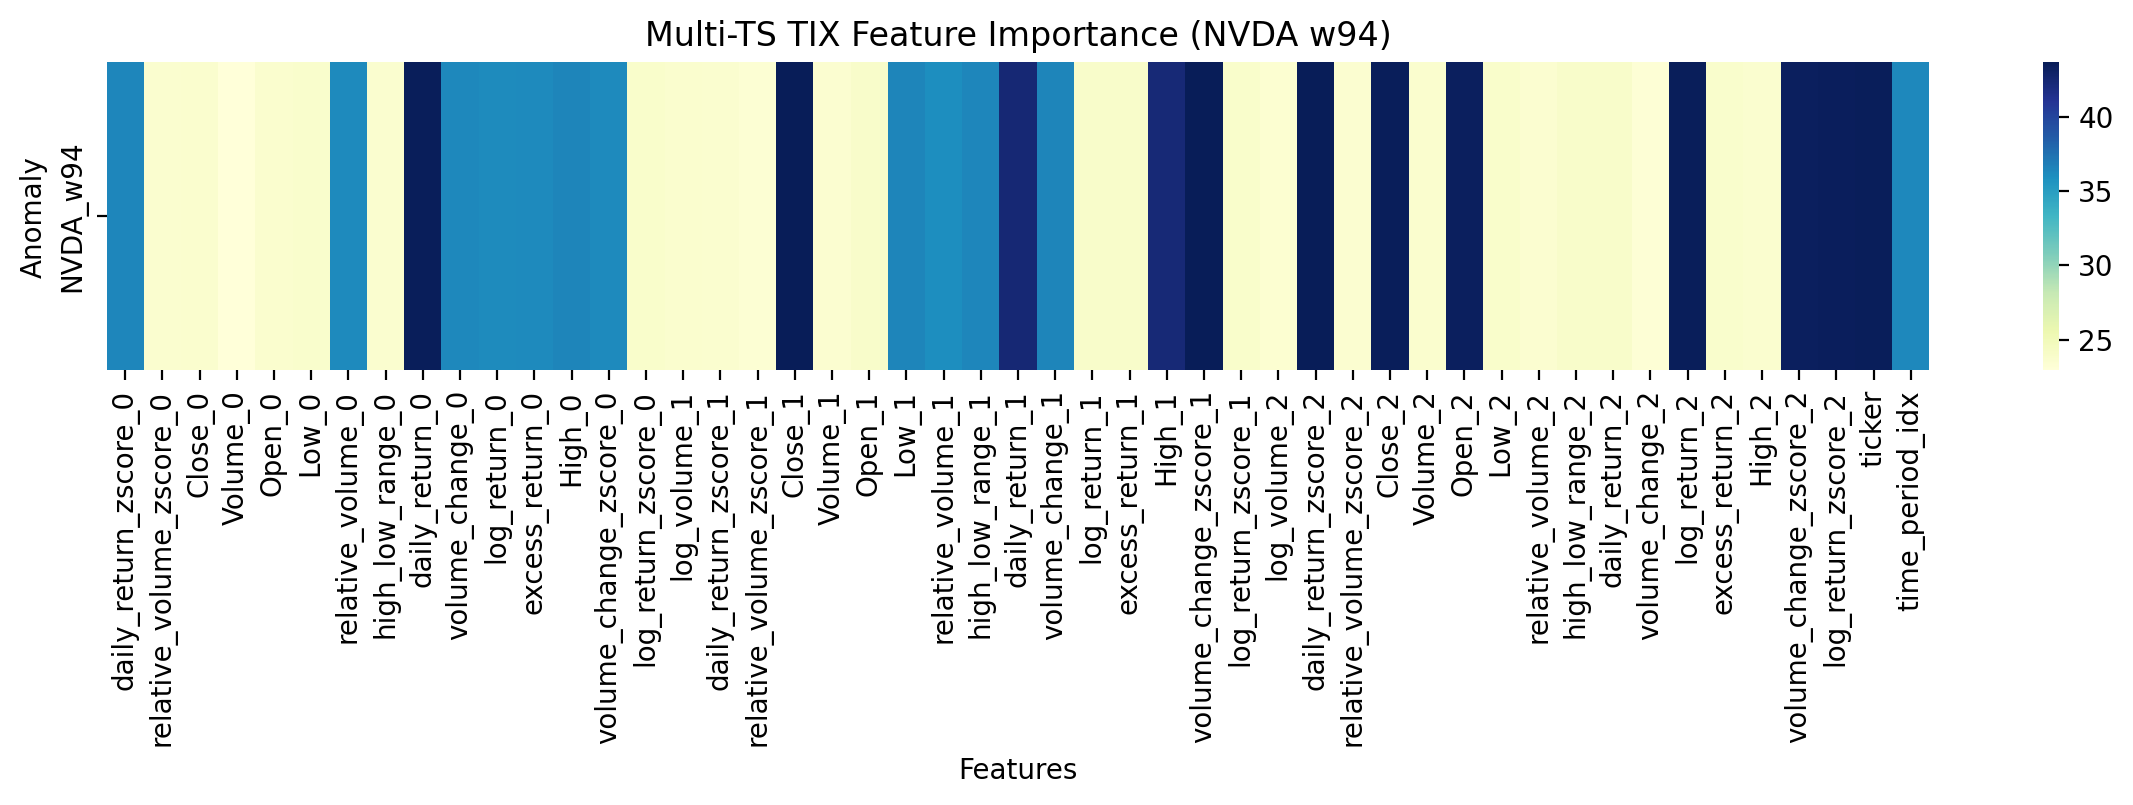 Multi-TS TIX Feature Importance (NVDA w94)
Anomaly
NVDA_w94
40
35
30
25
daily_return_zscore_0
relative_volume_zscore_0
Close_0
Volume_0
Open_0
Low_0
relative_volume_0
high_low_range_0
daily_return_0
volume_change_0
log_return_0
excess_return_0
High_0
volume_change_zscore_0
log_return_zscore_0
log_volume_1
daily_return_zscore_1
relative_volume_zscore_1
Close_1
Volume_1
Open_1
Low_1
relative_volume_1
high_low_range_1
daily_return_1
volume_change_1
log_return_1
excess_return_1
High_1
volume_change_zscore_1
log_return_zscore_1
log_volume_2
daily_return_zscore_2
relative_volume_zscore_2
Close_2
Volume_2
Open_2
Low_2
relative_volume_2
high_low_range_2
daily_return_2
volume_change_2
log_return_2
excess_return_2
High_2
volume_change_zscore_2
log_return_zscore_2
ticker
time_period_idx
Features